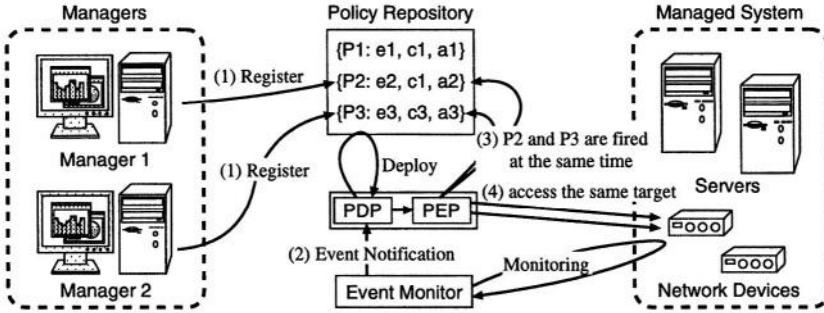 Managers
Policy Repository
Managed System
{P1: e1, c1, a1}
(1) Register
{P2: e2, c1, a2}
{P3: e3, c3, a3}
Manager 1
(3) P2 and P3 are fired
at the same time
(1) Register
Deploy
Servers
(4) access the same target
PDP
PEP
(2) Event Notification
Monitoring
Manager 2
Event Monitor
Network Devices